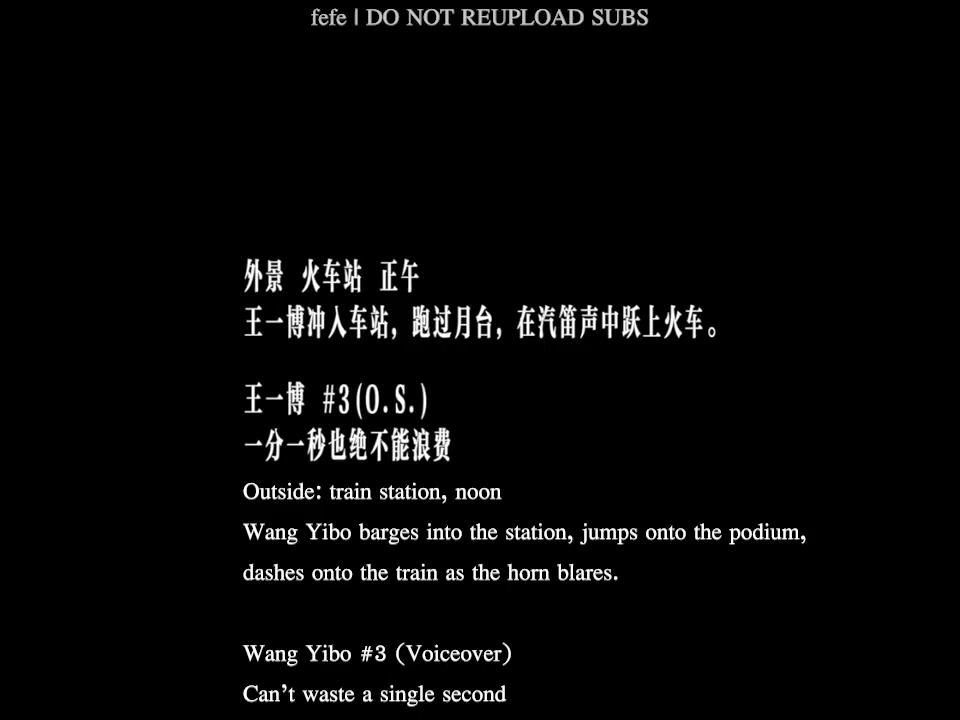 fefe | DO NOT REUPLOAD SUBS
外景 火车站 正午
王一博冲入车站，跑过月台，在汽笛声中跃上火车。
王一博 #3(O.S.)
一分一秒也绝不能浪费
Outside: train station, noon
Wang Yibo barges into the station, jumps onto the podium,
dashes onto the train as the horn blares.
Wang Yibo #3 (Voiceover)
Can't waste a single second